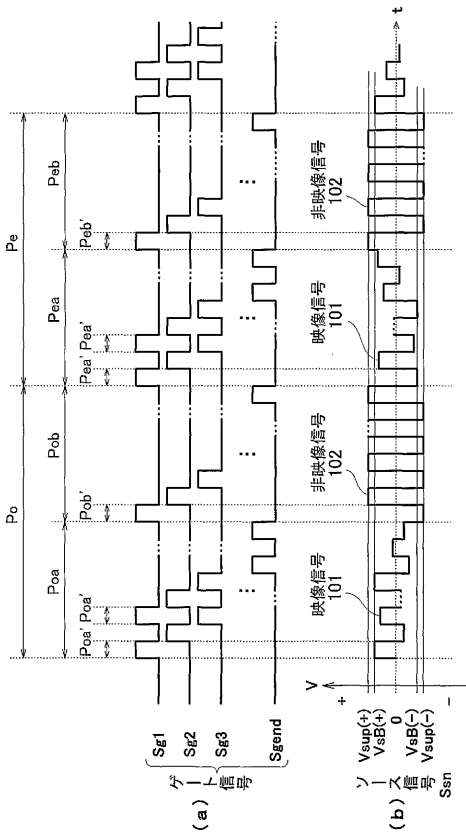 Po
Pe
Poa
Pob
Pea
Peb
Poa' Poa'
Pob'
Pea' Pea'
Peb'
(a)
ゲート信号
Sg1
Sg2
Sg3
Sgend
V
+
Vsup(+)
VsB(+)
0
VsB(-)
Vsup(-)
-
(b)
ソース信号
Ssn
映像信号
101
非映像信号
102
映像信号
101
非映像信号
102
t